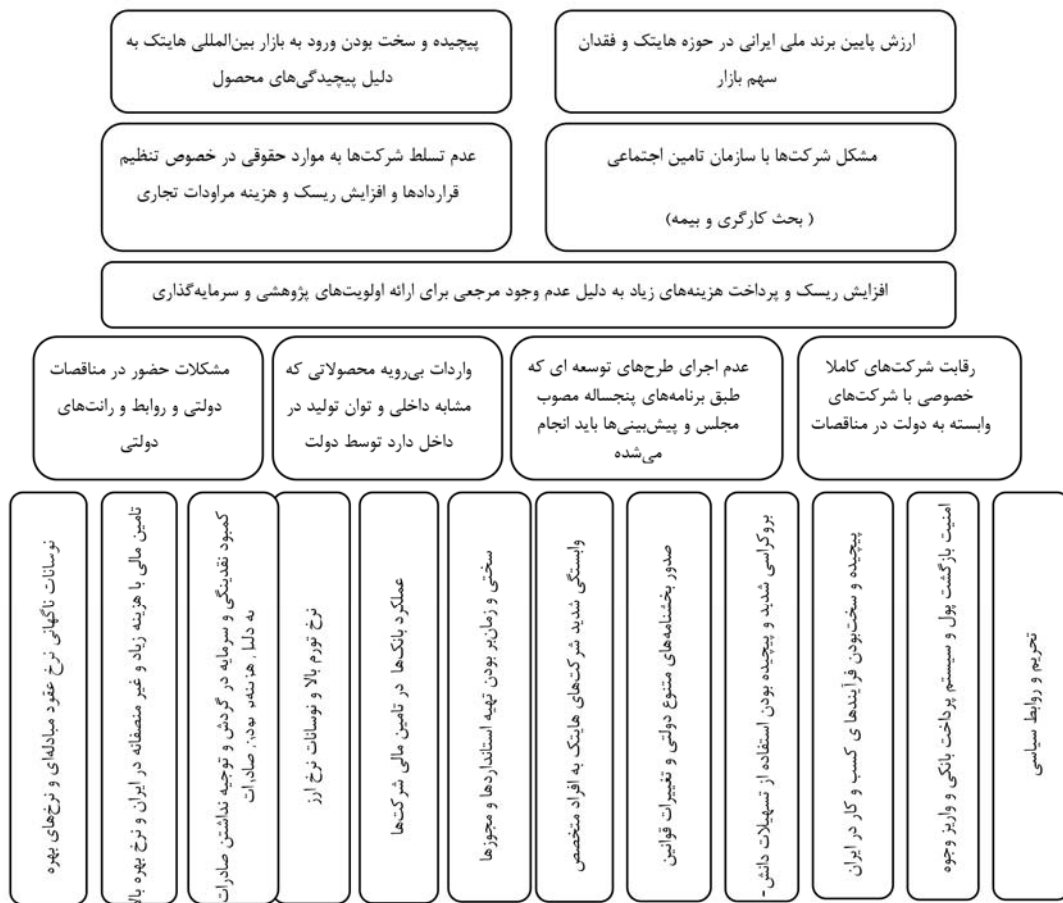 ارزش پایین برند ملی ایرانی در حوزه هایتک و فقدان
سهم بازار
پیچیده و سخت بودن ورود به بازار بین‌المللی هایتک به
دلیل پیچیدگی‌های محصول
مشکل شرکت‌ها با سازمان تامین اجتماعی
( بحث کارگری و بیمه)
عدم تسلط شرکت‌ها به موارد حقوقی در خصوص تنظیم
قراردادها و افزایش ریسک و هزینه مراودات تجاری
افزایش ریسک و پرداخت هزینه‌های زیاد به دلیل عدم وجود مرجعی برای ارائه اولویت‌های پژوهشی و سرمایه‌گذاری
رقابت شرکت‌های کاملا
خصوصی با شرکت‌های
وابسته به دولت در مناقصات
عدم اجرای طرح‌های توسعه ای که
طبق برنامه‌های پنجساله مصوب
مجلس و پیش‌بینی‌ها باید انجام
می‌شده
واردات بی‌رویه محصولاتی که
مشابه داخلی و توان تولید در
داخل دارد توسط دولت
مشکلات حضور در مناقصات
دولتی و روابط و رانت‌های
دولتی
تحریم و روابط سیاسی
امنیت بازگشت پول و سیستم پرداخت بانکی و واریز وجوه
پیچیده و سخت‌بودن فرآیندها ی کسب و کار در ایران
بروکراسی شدید و پیچیده بودن استفاده از تسهیلات دانش-
صدور بخشنامه‌های متنوع دولتی و تغییرات قوانین
وابستگی شدید شرکت‌های هایتک به افراد متخصص
سختی و زمان‌بر بودن تهیه استانداردها و مجوزها
عملکرد بانک‌ها در تامین مالی شرکت‌ها
نرخ تورم بالا و نوسانات نرخ ارز
کمبود نقدینگی و سرمایه در گردش و توجیه نداشتن صادرات
به دلیل هزینه‌بر بودن صادرات
تامین مالی با هزینه زیاد و غیر منصفانه در ایران و نرخ بهره بالا
نوسانات ناگهانی نرخ عقود مبادله‌ای و نرخ‌های بهره